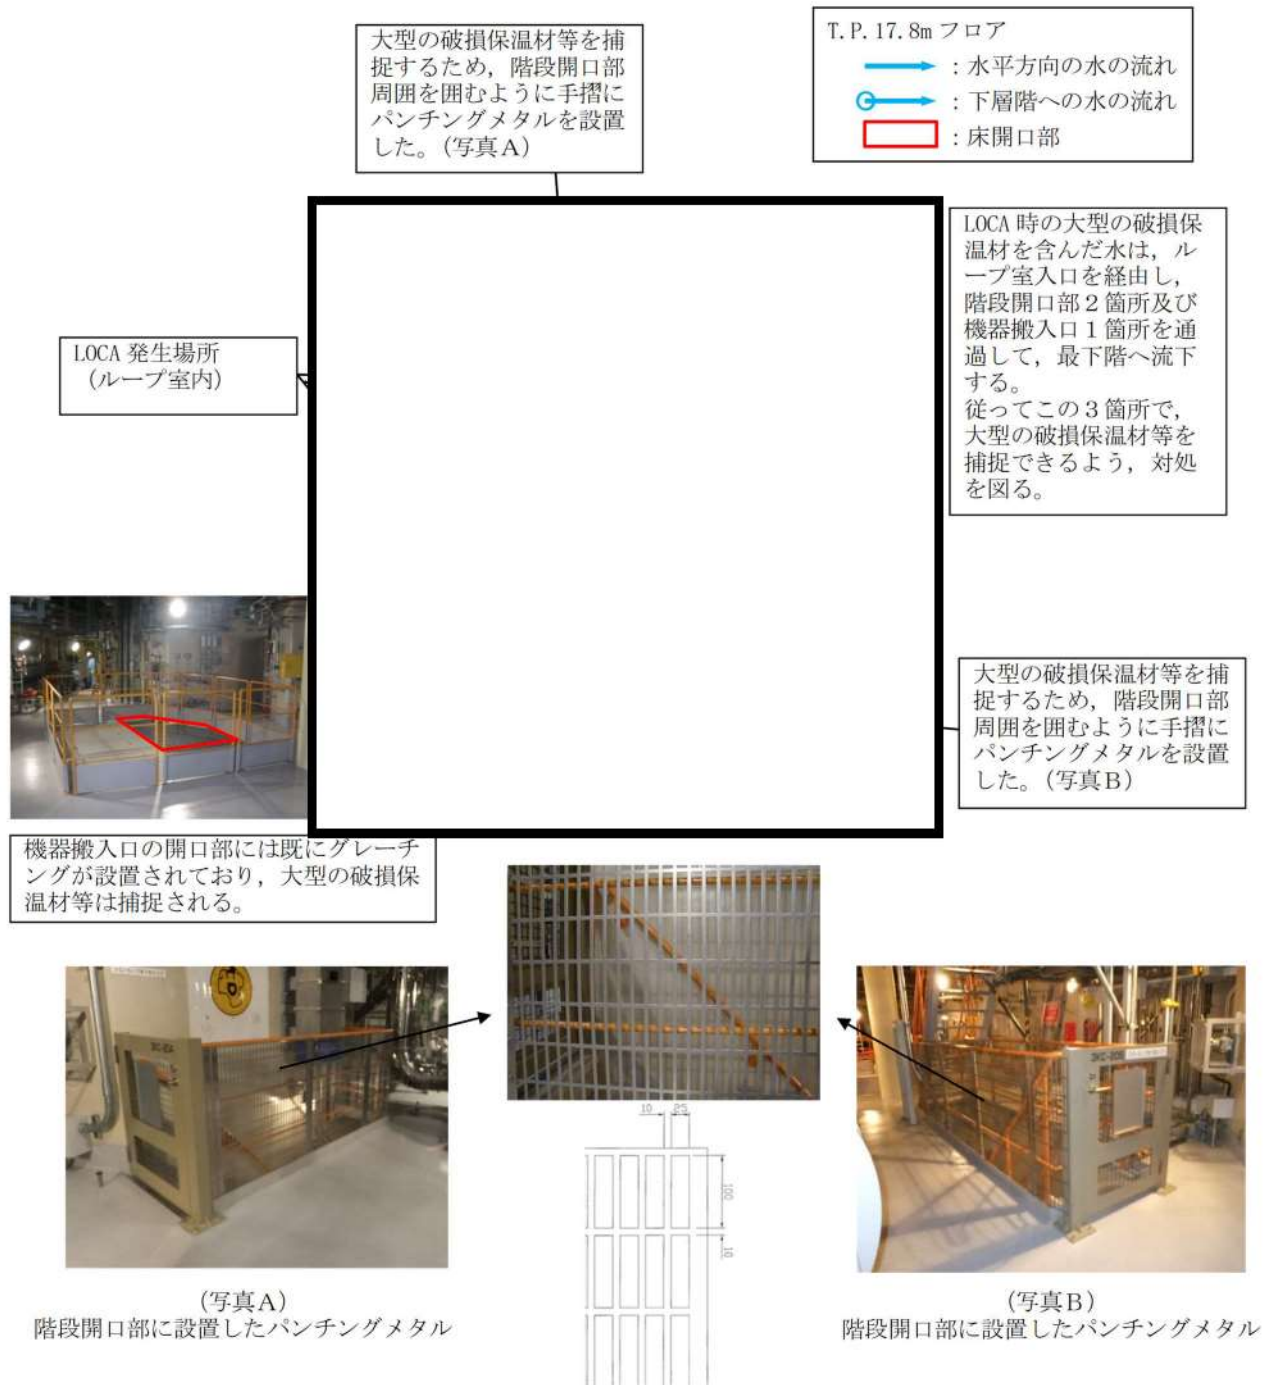 大型の破損保温材等を捕
捉するため，階段開口部
周囲を囲むように手摺に
パンチングメタルを設置
した。（写真A）
T.P.17.8m フロア
：水平方向の水の流れ
：下層階への水の流れ
：床開口部
LOCA 時の大型の破損保
温材を含んだ水は，ル
ープ室入口を経由し，
階段開口部２箇所及び
機器搬入口１箇所を通
過して，最下階へ流下
する。
従ってこの３箇所で，
大型の破損保温材等を
捕捉できるよう，対処
を図る。
LOCA 発生場所
（ループ室内）
大型の破損保温材等を捕
捉するため，階段開口部
周囲を囲むように手摺に
パンチングメタルを設置
した。（写真B）
機器搬入口の開口部には既にグレーチ
ングが設置されており，大型の破損保
温材等は捕捉される。
10 25
100
10
（写真A）
階段開口部に設置したパンチングメタル
（写真B）
階段開口部に設置したパンチングメタル